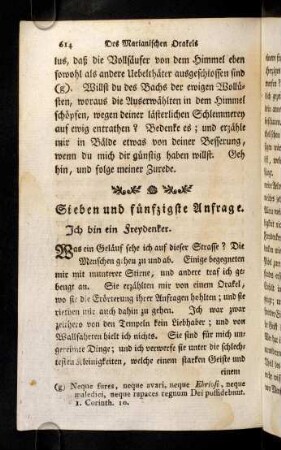 614 Des Marianischen Orakels
lus, daß die Vollsäufer von dem Himmel eben
sowohl als andere Uebelthäter ausgeschlossen sind
(g). Willst du des Bachs der ewigen Wollü-
sten, woraus die Auserwählten in dem Himmel
schöpfen, wegen deiner lästerlichen Schlemmerey
auf ewig entrathen? Bedenke es; und erzähle
mir in Bälde etwas von deiner Besserung,
wenn du mich dir günstig haben willst. Geh
hin, und folge meiner Zurede.
Sieben und fünfzigste Anfrage.
Ich bin ein Freydenker.
Was ein Geläuf sehe ich auf dieser Strasse? Die
Menschen gehen zu und ab. Einige begegneten
mir mit munterer Stirne, und andere traf ich ge-
beugt an. Sie erzählten mir von einem Orakel,
wo sie die Erörterung ihrer Anfragen hohlten; und sie
riethen mir auch dahin zu gehen. Ich war zwar
zeithero von den Tempeln kein Liebhaber; und von
Wallfahrten hielt ich nichts. Sie sind für mich un-
gereimte Dinge; und ich verwerfe sie unter die schlech-
testen Kleinigkeiten, welche einem starken Geiste und
einem
(g) Neque fures, neque avari, neque Ebriosi, neque
maledici, neque rapaces regnum Dei possidebunt.
1. Corinth. 10.